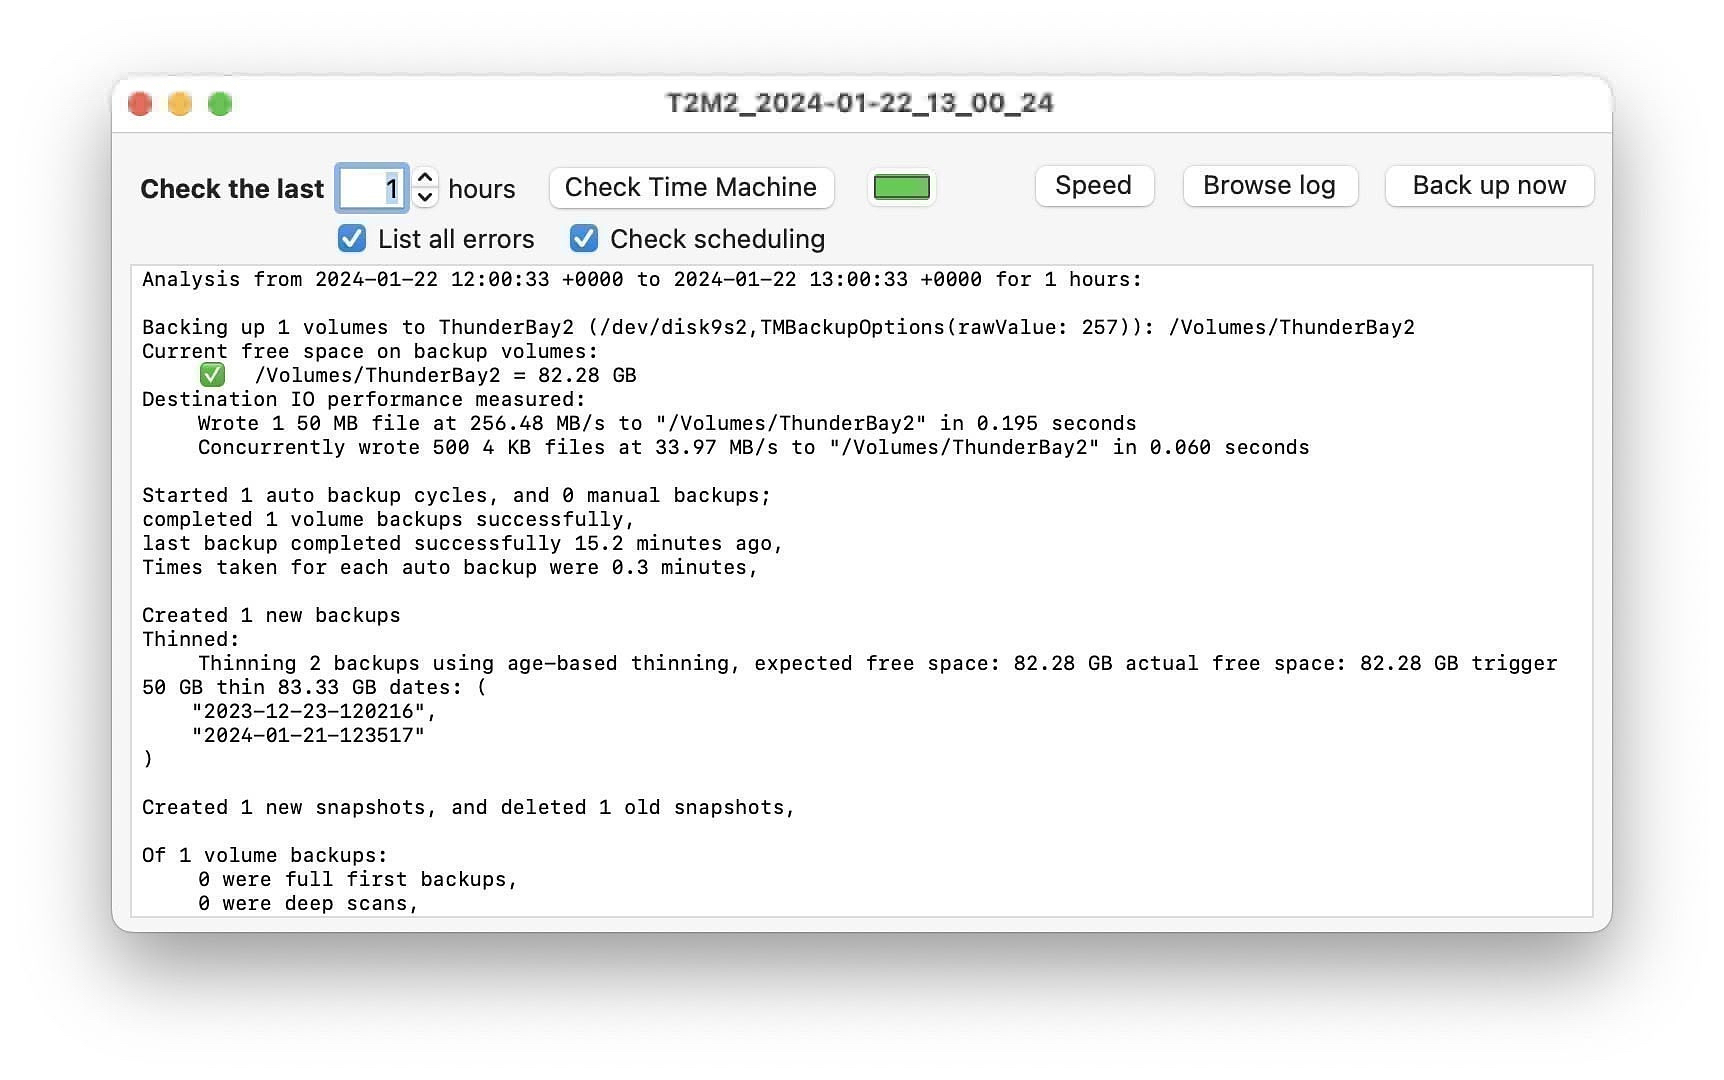 T2M2_2024-01-22_13_00_24
Check the last 1 hours Check Time Machine Speed Browse log Back up now
List all errors Check scheduling
Analysis from 2024-01-22 12:00:33 +0000 to 2024-01-22 13:00:33 +0000 for 1 hours:
Backing up 1 volumes to ThunderBay2 (/dev/disk9s2,TMBackupOptions(rawValue: 257)): /Volumes/ThunderBay2
Current free space on backup volumes:
✅ /Volumes/ThunderBay2 = 82.28 GB
Destination IO performance measured:
Wrote 1 50 MB file at 256.48 MB/s to "/Volumes/ThunderBay2" in 0.195 seconds
Concurrently wrote 500 4 KB files at 33.97 MB/s to "/Volumes/ThunderBay2" in 0.060 seconds
Started 1 auto backup cycles, and 0 manual backups;
completed 1 volume backups successfully,
last backup completed successfully 15.2 minutes ago,
Times taken for each auto backup were 0.3 minutes,
Created 1 new backups
Thinned:
Thinning 2 backups using age-based thinning, expected free space: 82.28 GB actual free space: 82.28 GB trigger
50 GB thin 83.33 GB dates: (
"2023-12-23-120216",
"2024-01-21-123517"
)
Created 1 new snapshots, and deleted 1 old snapshots,
Of 1 volume backups:
0 were full first backups,
0 were deep scans,